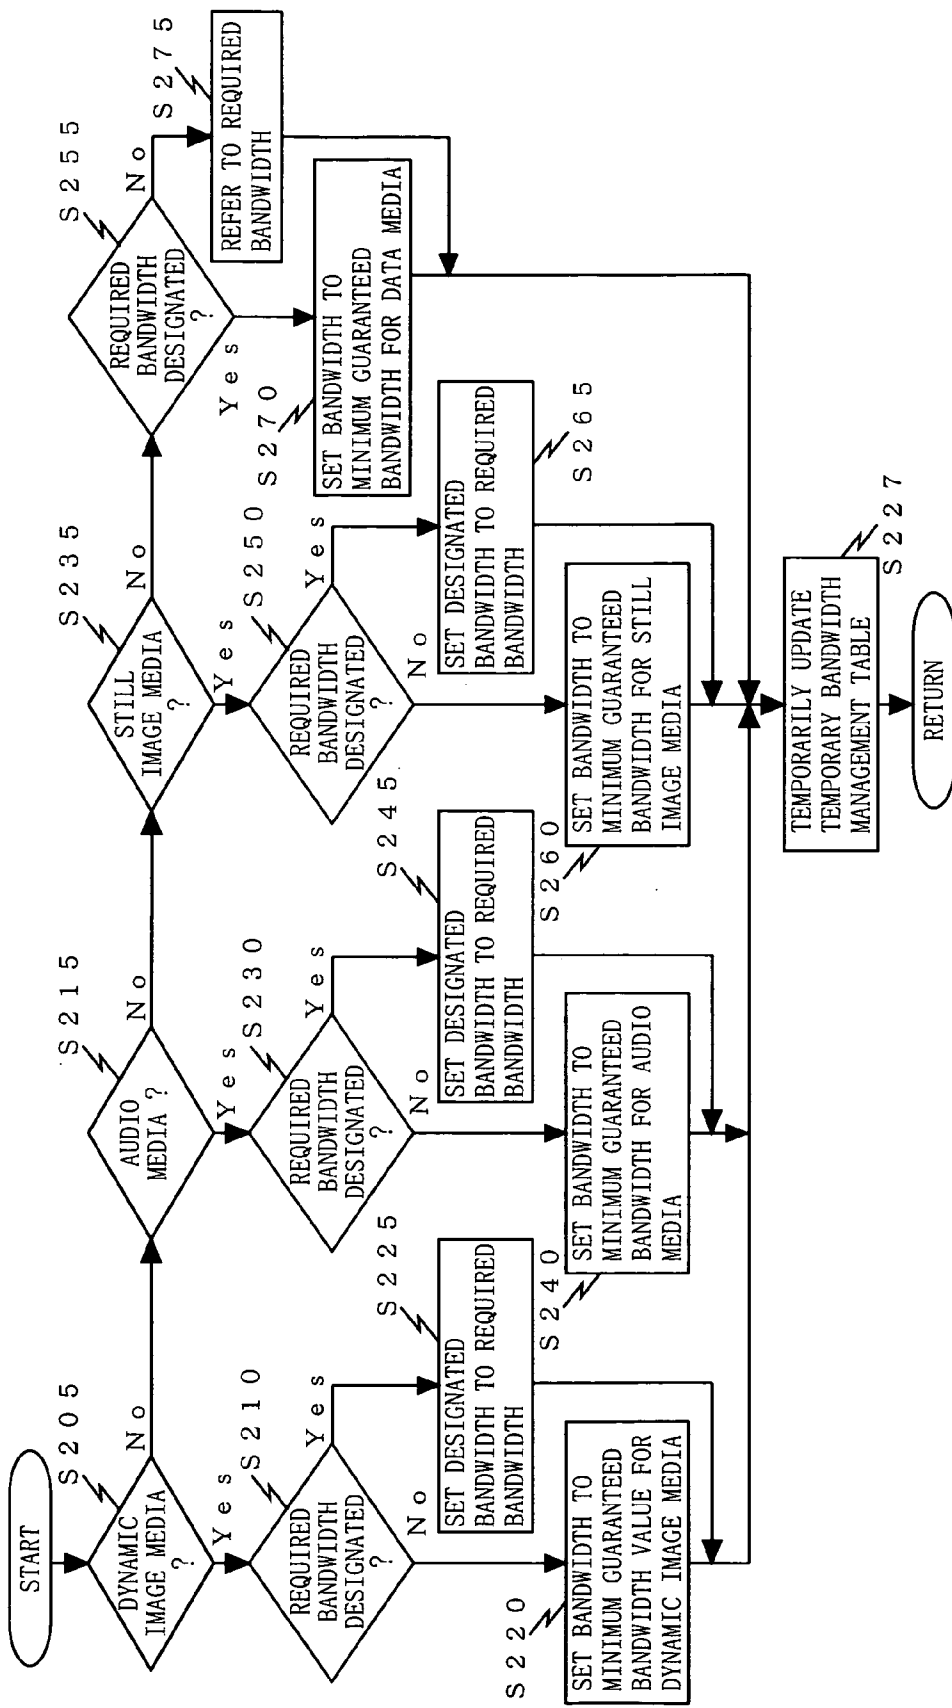 START
S205
DYNAMIC
IMAGE MEDIA
?
No
Yes
S210
REQUIRED
BANDWIDTH
DESIGNATED
?
Yes
No
S225
SET DESIGNATED
BANDWIDTH TO REQUIRED
BANDWIDTH
S220
SET BANDWIDTH TO
MINIMUM GUARANTEED
BANDWIDTH VALUE FOR
DYNAMIC IMAGE MEDIA
S215
AUDIO
MEDIA ?
No
Yes
S230
REQUIRED
BANDWIDTH
DESIGNATED
?
Yes
No
S245
SET DESIGNATED
BANDWIDTH TO REQUIRED
BANDWIDTH
S240
SET BANDWIDTH TO
MINIMUM GUARANTEED
BANDWIDTH FOR AUDIO
MEDIA
S235
STILL
IMAGE MEDIA
?
No
Yes
S250
REQUIRED
BANDWIDTH
DESIGNATED
?
Yes
No
S265
SET DESIGNATED
BANDWIDTH TO REQUIRED
BANDWIDTH
S260
SET BANDWIDTH TO
MINIMUM GUARANTEED
BANDWIDTH FOR STILL
IMAGE MEDIA
S255
REQUIRED
BANDWIDTH
DESIGNATED
?
No
Yes
S275
REFER TO REQUIRED
BANDWIDTH
S270
SET BANDWIDTH TO
MINIMUM GUARANTEED
BANDWIDTH FOR DATA MEDIA
S227
TEMPORARILY UPDATE
TEMPORARY BANDWIDTH
MANAGEMENT TABLE
RETURN